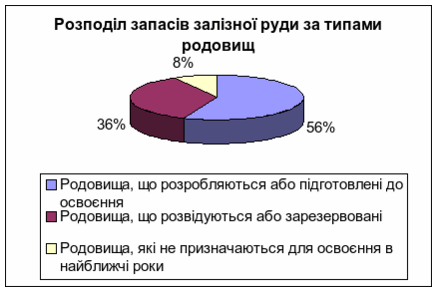 Розподіл запасів залізної руди за типами
родовищ
8%
36%
56%
Родовища, що розробляються або підготовлені до
освоєння
Родовища, що розвідуються або зарезервовані
Родовища, які не призначаються для освоєння в
найближчі роки